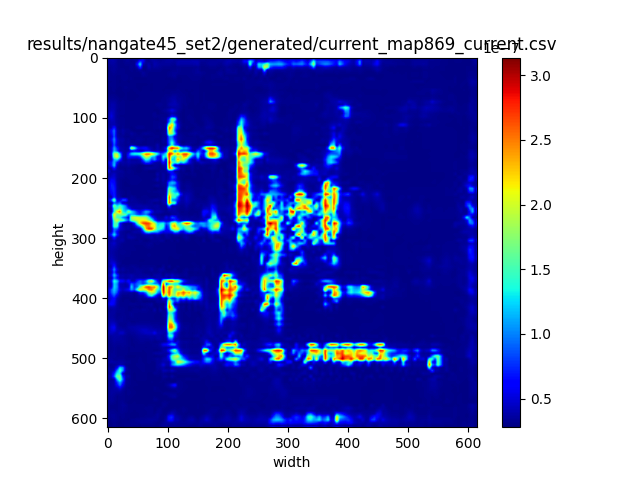 results/nangate45_set2/generated/current_map869_current.csv
1e−7
0
100
200
300
400
500
600
height
0 100 200 300 400 500 600
width
3.0
2.5
2.0
1.5
1.0
0.5